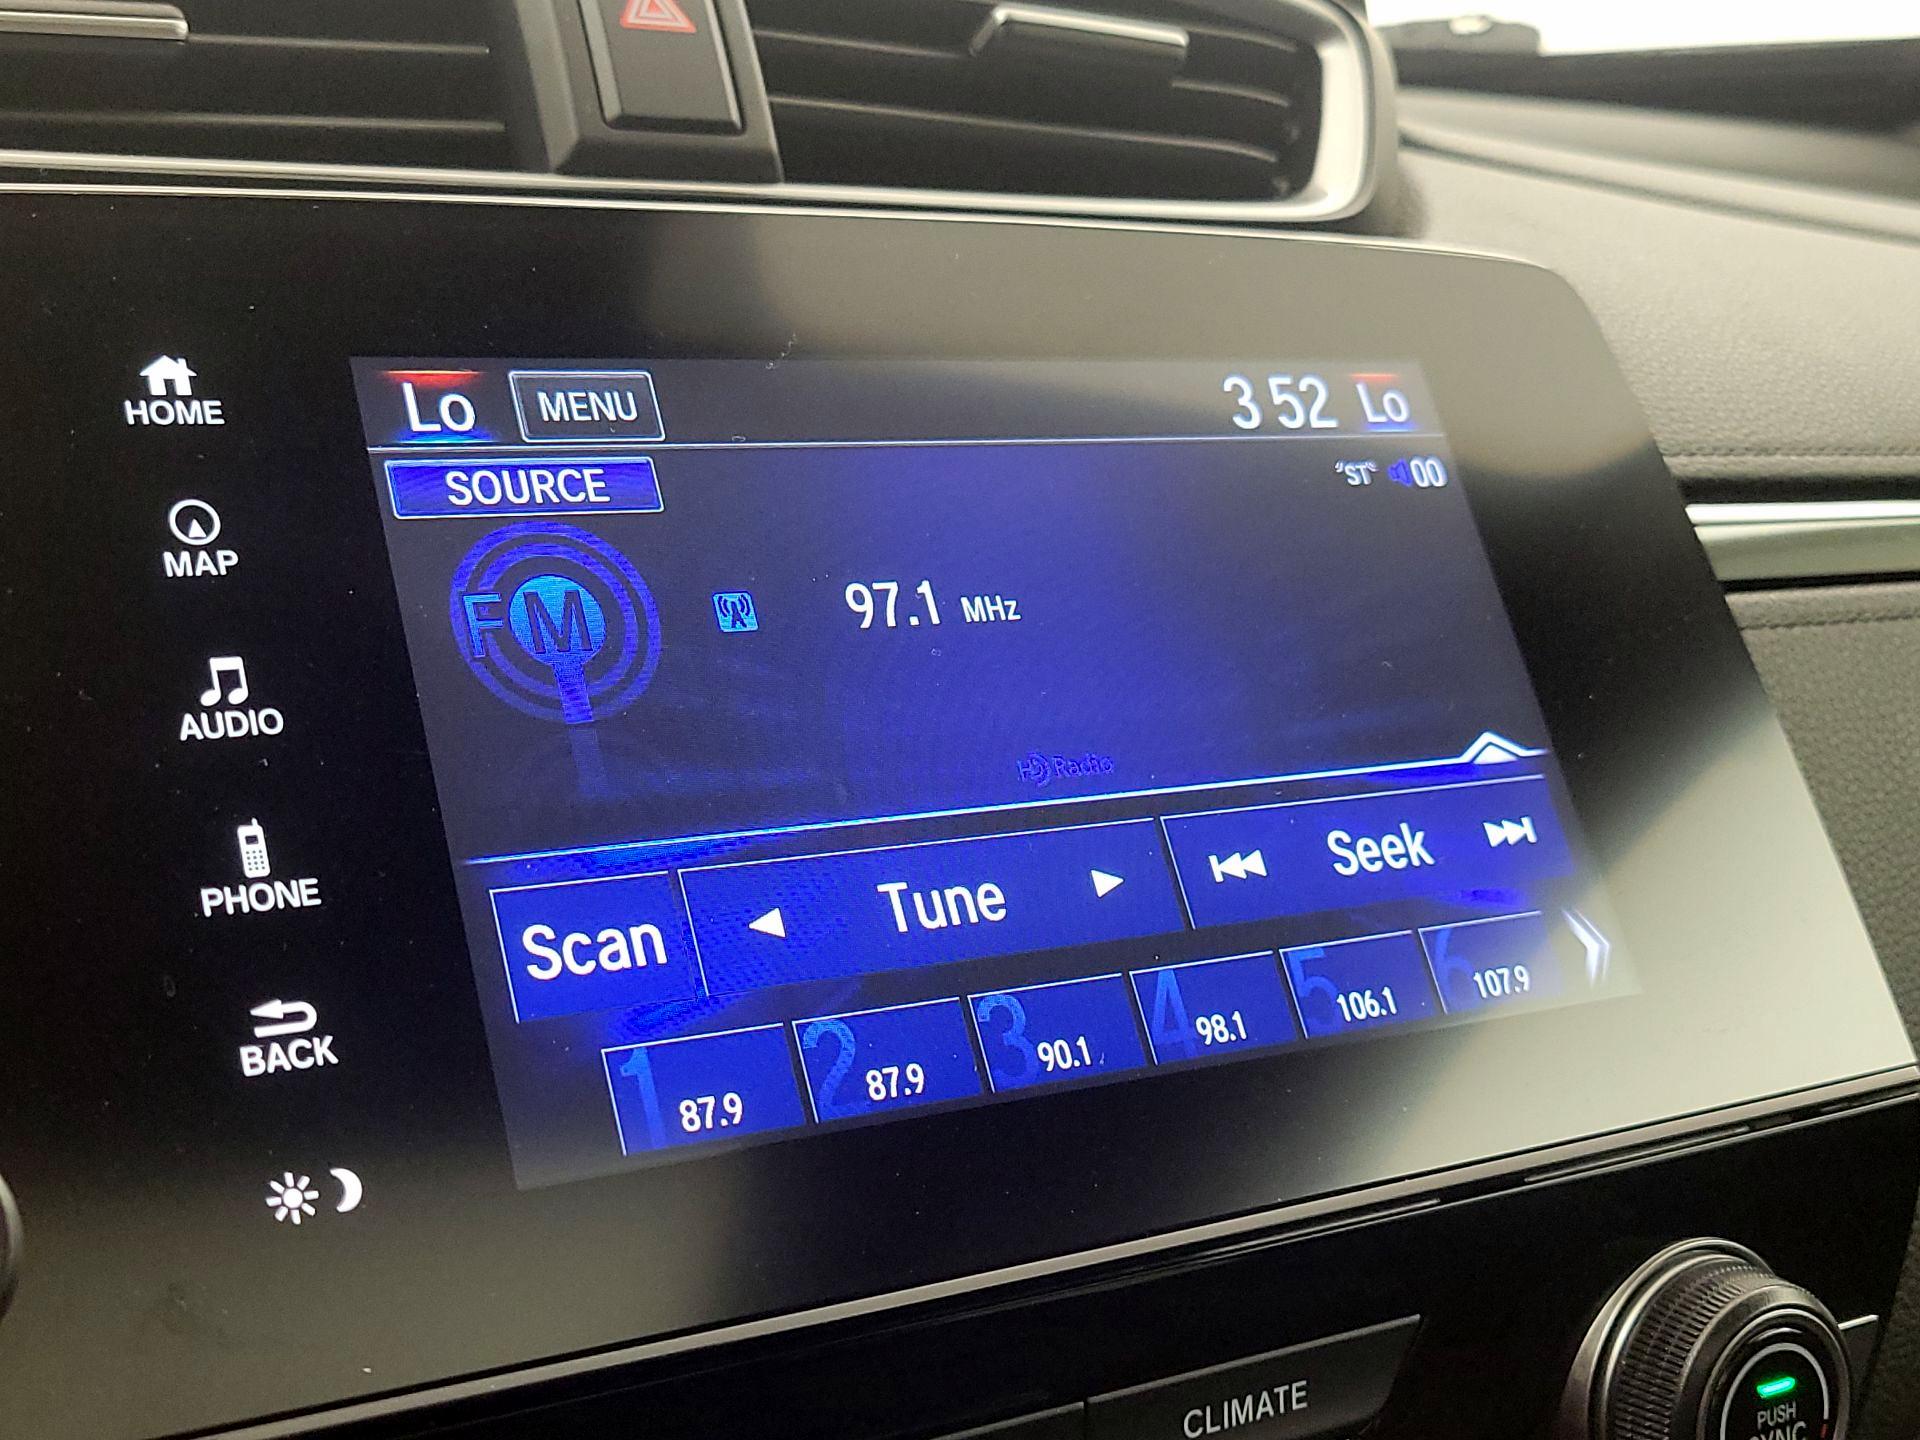 Lo MENU 3 52 Lo
HOME
SOURCE "ST" 00
MAP
FM 97.1 MHz
AUDIO
HD Radio
PHONE
Scan Tune Seek
BACK
1 87.9 2 87.9 3 90.1 4 98.1 5 106.1 6 107.9
CLIMATE
PUSH
SYNC